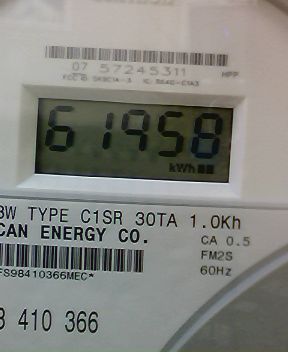 07 57245311
HPP
61958
kWh
3W TYPE C1SR 30TA 1.0Kh
CAN ENERGY CO.
CA 0.5
FM2S
60Hz
FS98410366MEC*
410 366